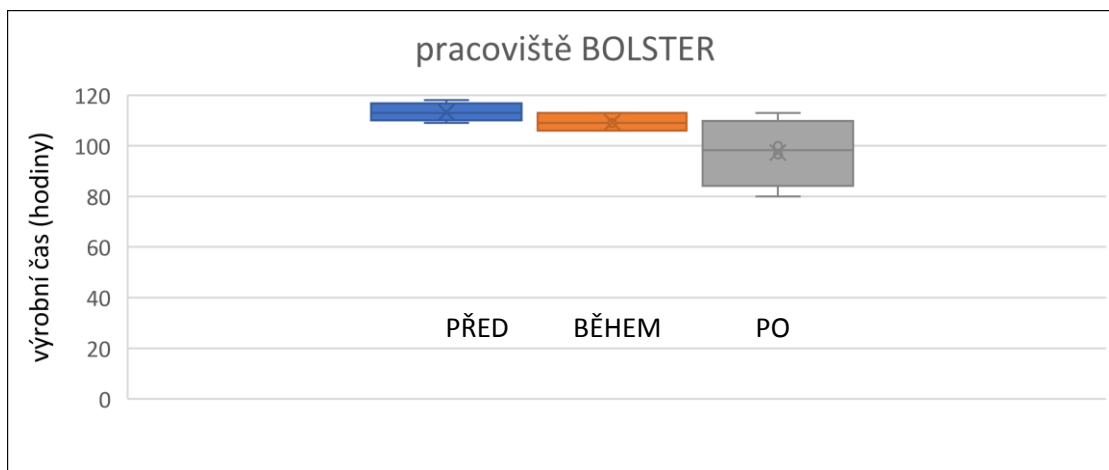 pracoviště BOLSTER
výrobní čas (hodiny)
120
100
80
60
40
20
0
PŘED BĚHEM PO